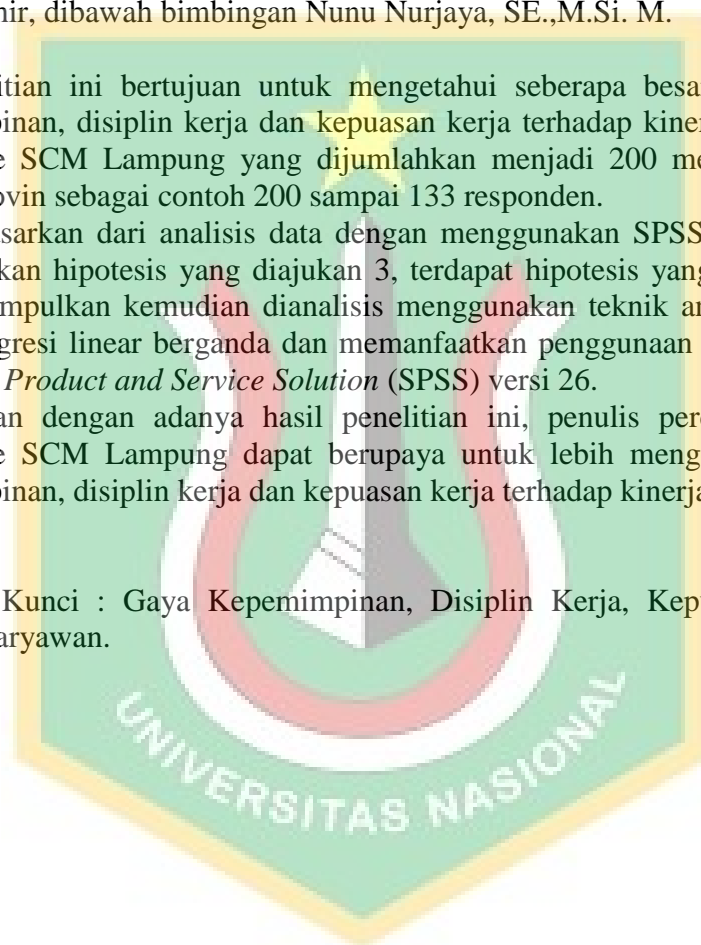 nir, dibawah bimbingan Nunu Nurjaya, SE.,M.Si. M.
itian ini bertujuan untuk mengetahui seberapa besar
pinan, disiplin kerja dan kepuasan kerja terhadap kiner
e SCM Lampung yang dijumlahkan menjadi 200 me
ovin sebagai contoh 200 sampai 133 responden.
sarkan dari analisis data dengan menggunakan SPSS
kan hipotesis yang diajukan 3, terdapat hipotesis yang
mpulkan kemudian dianalisis menggunakan teknik an
gresi linear berganda dan memanfaatkan penggunaan
Product and Service Solution (SPSS) versi 26.
an dengan adanya hasil penelitian ini, penulis per
e SCM Lampung dapat berupaya untuk lebih meng
pinan, disiplin kerja dan kepuasan kerja terhadap kinerja
Kunci : Gaya Kepemimpinan, Disiplin Kerja, Kep
aryawan.
UNIVERSITAS NASIONAL